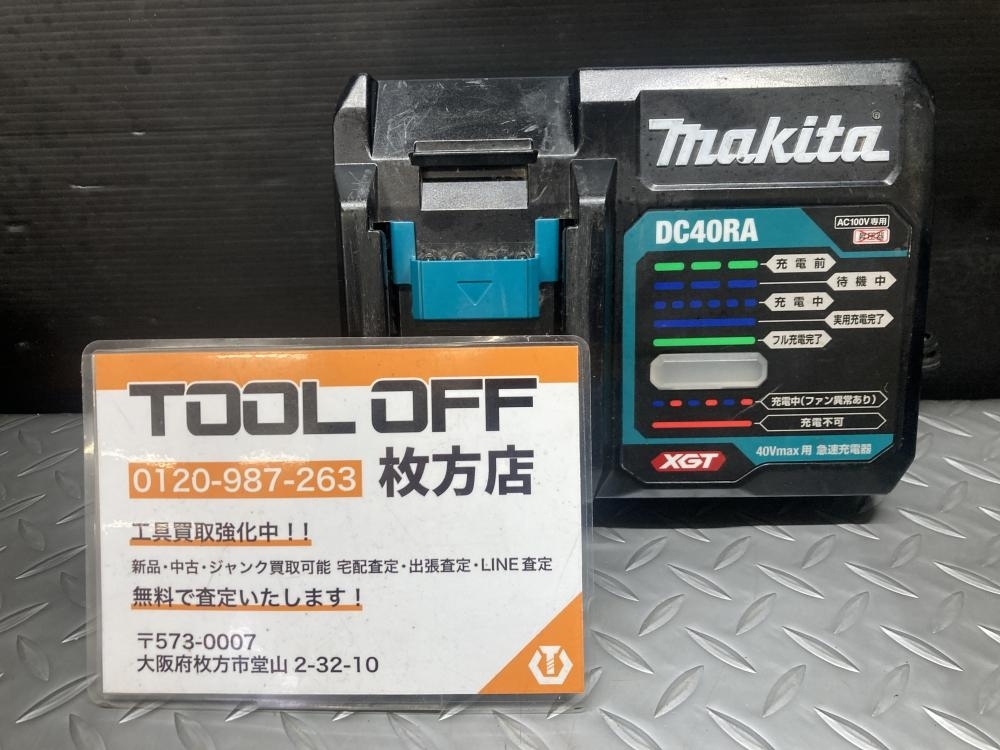 makita
DC40RA
AC100V専用
充電前
待機中
充電中
実用充電完了
フル充電完了
充電中(ファン異常あり)
充電不可
XGT
40Vmax用 急速充電器
TOOL OFF
0120-987-263 枚方店
工具買取強化中!!
新品・中古・ジャンク買取可能 宅配査定・出張査定・LINE査定
無料で査定いたします!
〒573-0007
大阪府枚方市堂山 2-32-10